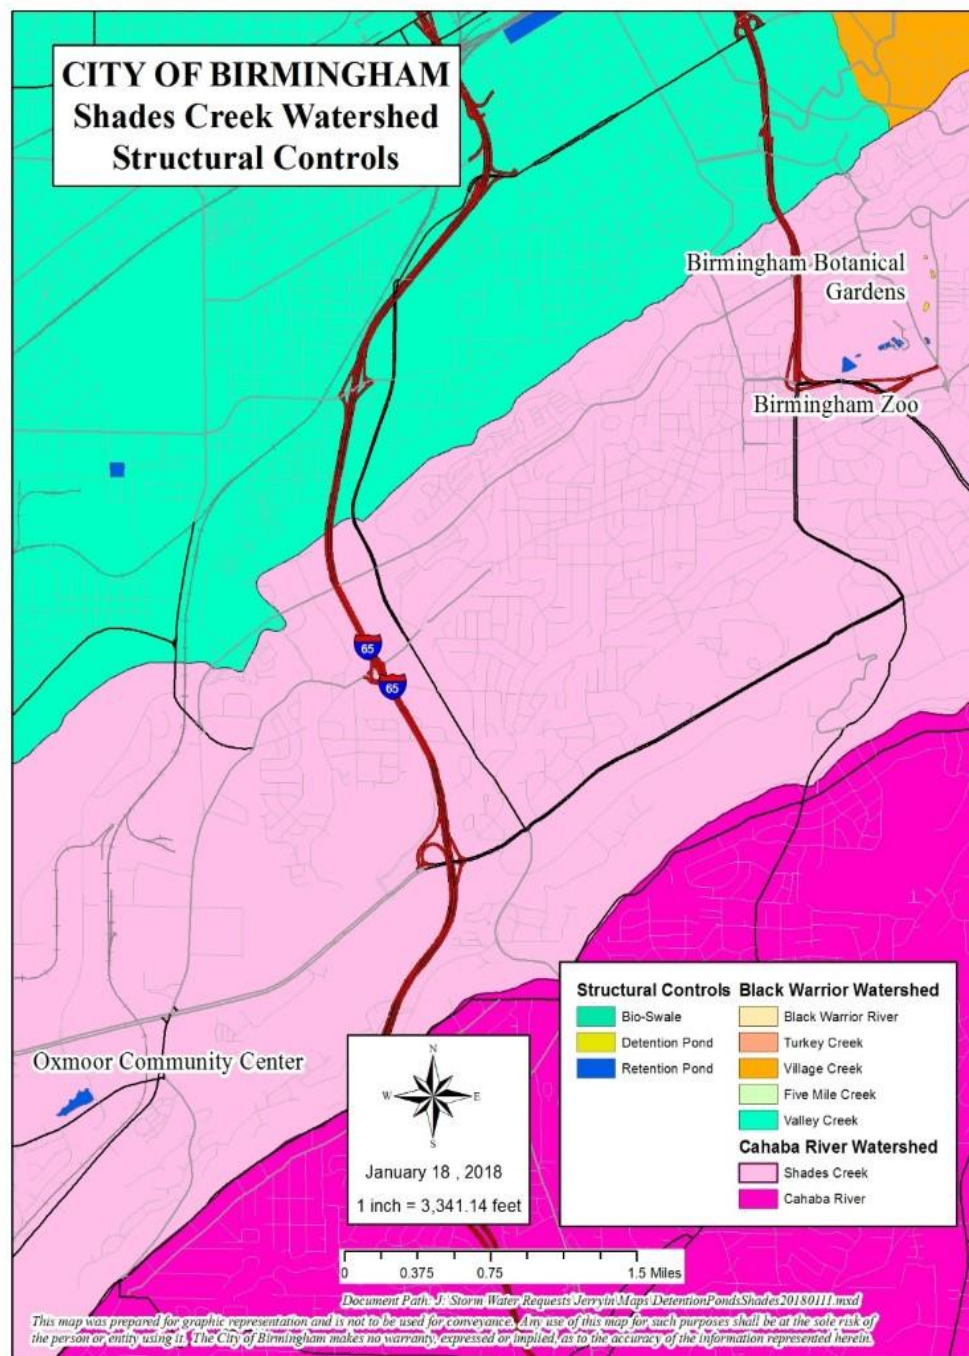 CITY OF BIRMINGHAM
Shades Creek Watershed
Structural Controls
Birmingham Botanical
Gardens
Birmingham Zoo
65
65
Oxmoor Community Center
Structural Controls
Bio-Swale
Detention Pond
Retention Pond
Black Warrior Watershed
Black Warrior River
Turkey Creek
Village Creek
Five Mile Creek
Valley Creek
Cahaba River Watershed
Shades Creek
Cahaba River
N
W E
S
January 18 , 2018
1 inch = 3,341.14 feet
0 0.375 0.75 1.5 Miles
Document Path: J:\Storm Water Requests\Jerryln\Maps\DetentionPondsShades20180111.mxd
This map was prepared for graphic representation and is not to be used for conveyance. Any use of this map for such purposes shall be at the sole risk of
the person or entity using it. The City of Birmingham makes no warranty, expressed or implied, as to the accuracy of the information represented herein.